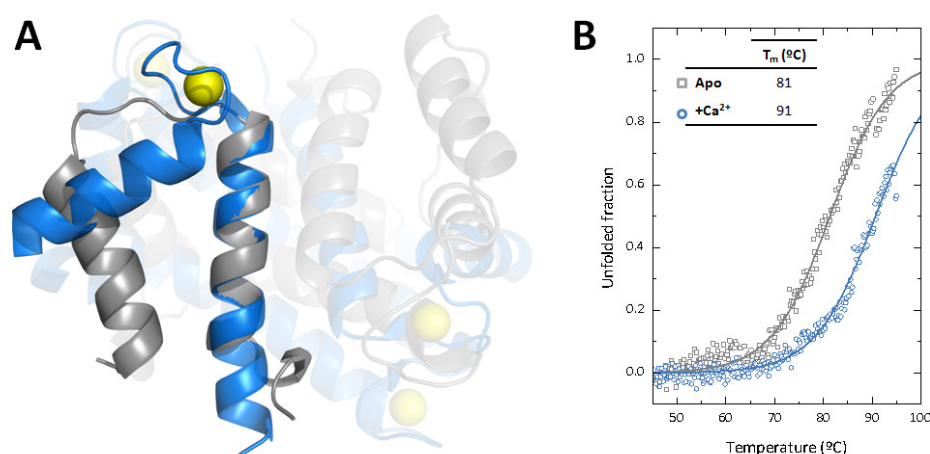 A
B
Tm (ºC)
Apo 81
+Ca2+ 91
1.0
0.8
0.6
0.4
0.2
0.0
Unfolded fraction
50 60 70 80 90 100
Temperature (ºC)